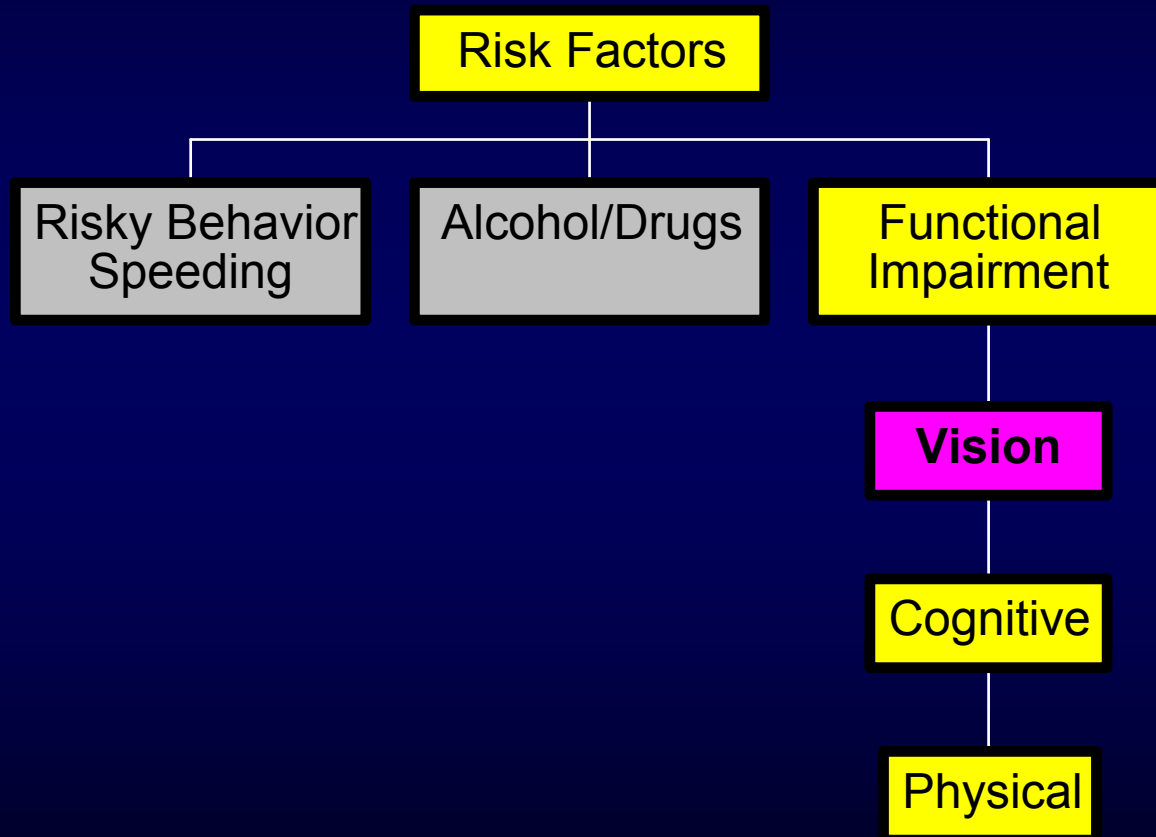 Risk Factors
Risky Behavior
Speeding
Alcohol/Drugs
Functional
Impairment
Vision
Cognitive
Physical